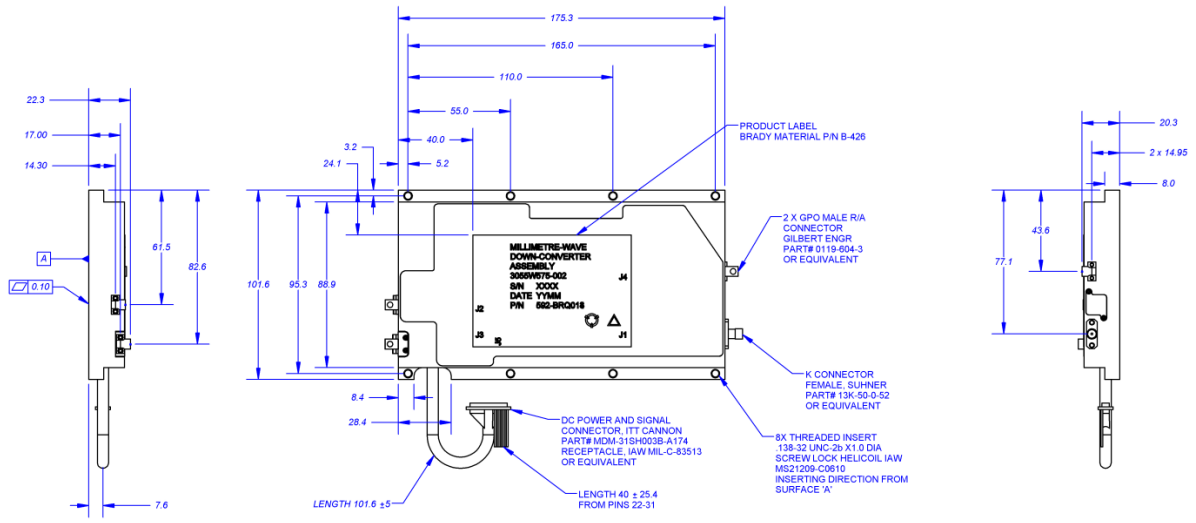 175.3
165.0
110.0
55.0
40.0
5.2
3.2
24.1
22.3
17.00
14.30
61.5
82.6
A
0.10
7.6
101.6
95.3
88.9
8.4
28.4
MILLIMETRE-WAVE
DOWN-CONVERTER
ASSEMBLY
3055W575-002
S/N XXXX
DATE YYMM
P/N 592-BRQ018
J2
J3
J5
J4
J1
PRODUCT LABEL
BRADY MATERIAL P/N B-426
2 X GPO MALE R/A
CONNECTOR
GILBERT ENGR
PART# 0119-604-3
OR EQUIVALENT
K CONNECTOR
FEMALE, SUHNER
PART# 13K-50-0-52
OR EQUIVALENT
8X THREADED INSERT
.138-32 UNC-2b X1.0 DIA
SCREW LOCK HELICOIL IAW
MS21209-C0610
INSERTING DIRECTION FROM
SURFACE 'A'
DC POWER AND SIGNAL
CONNECTOR, ITT CANNON
PART# MDM-31SH003B-A174
RECEPTACLE, IAW MIL-C-83513
OR EQUIVALENT
LENGTH 40 ± 25.4
FROM PINS 22-31
LENGTH 101.6 ±5
20.3
2 x 14.95
8.0
43.6
77.1